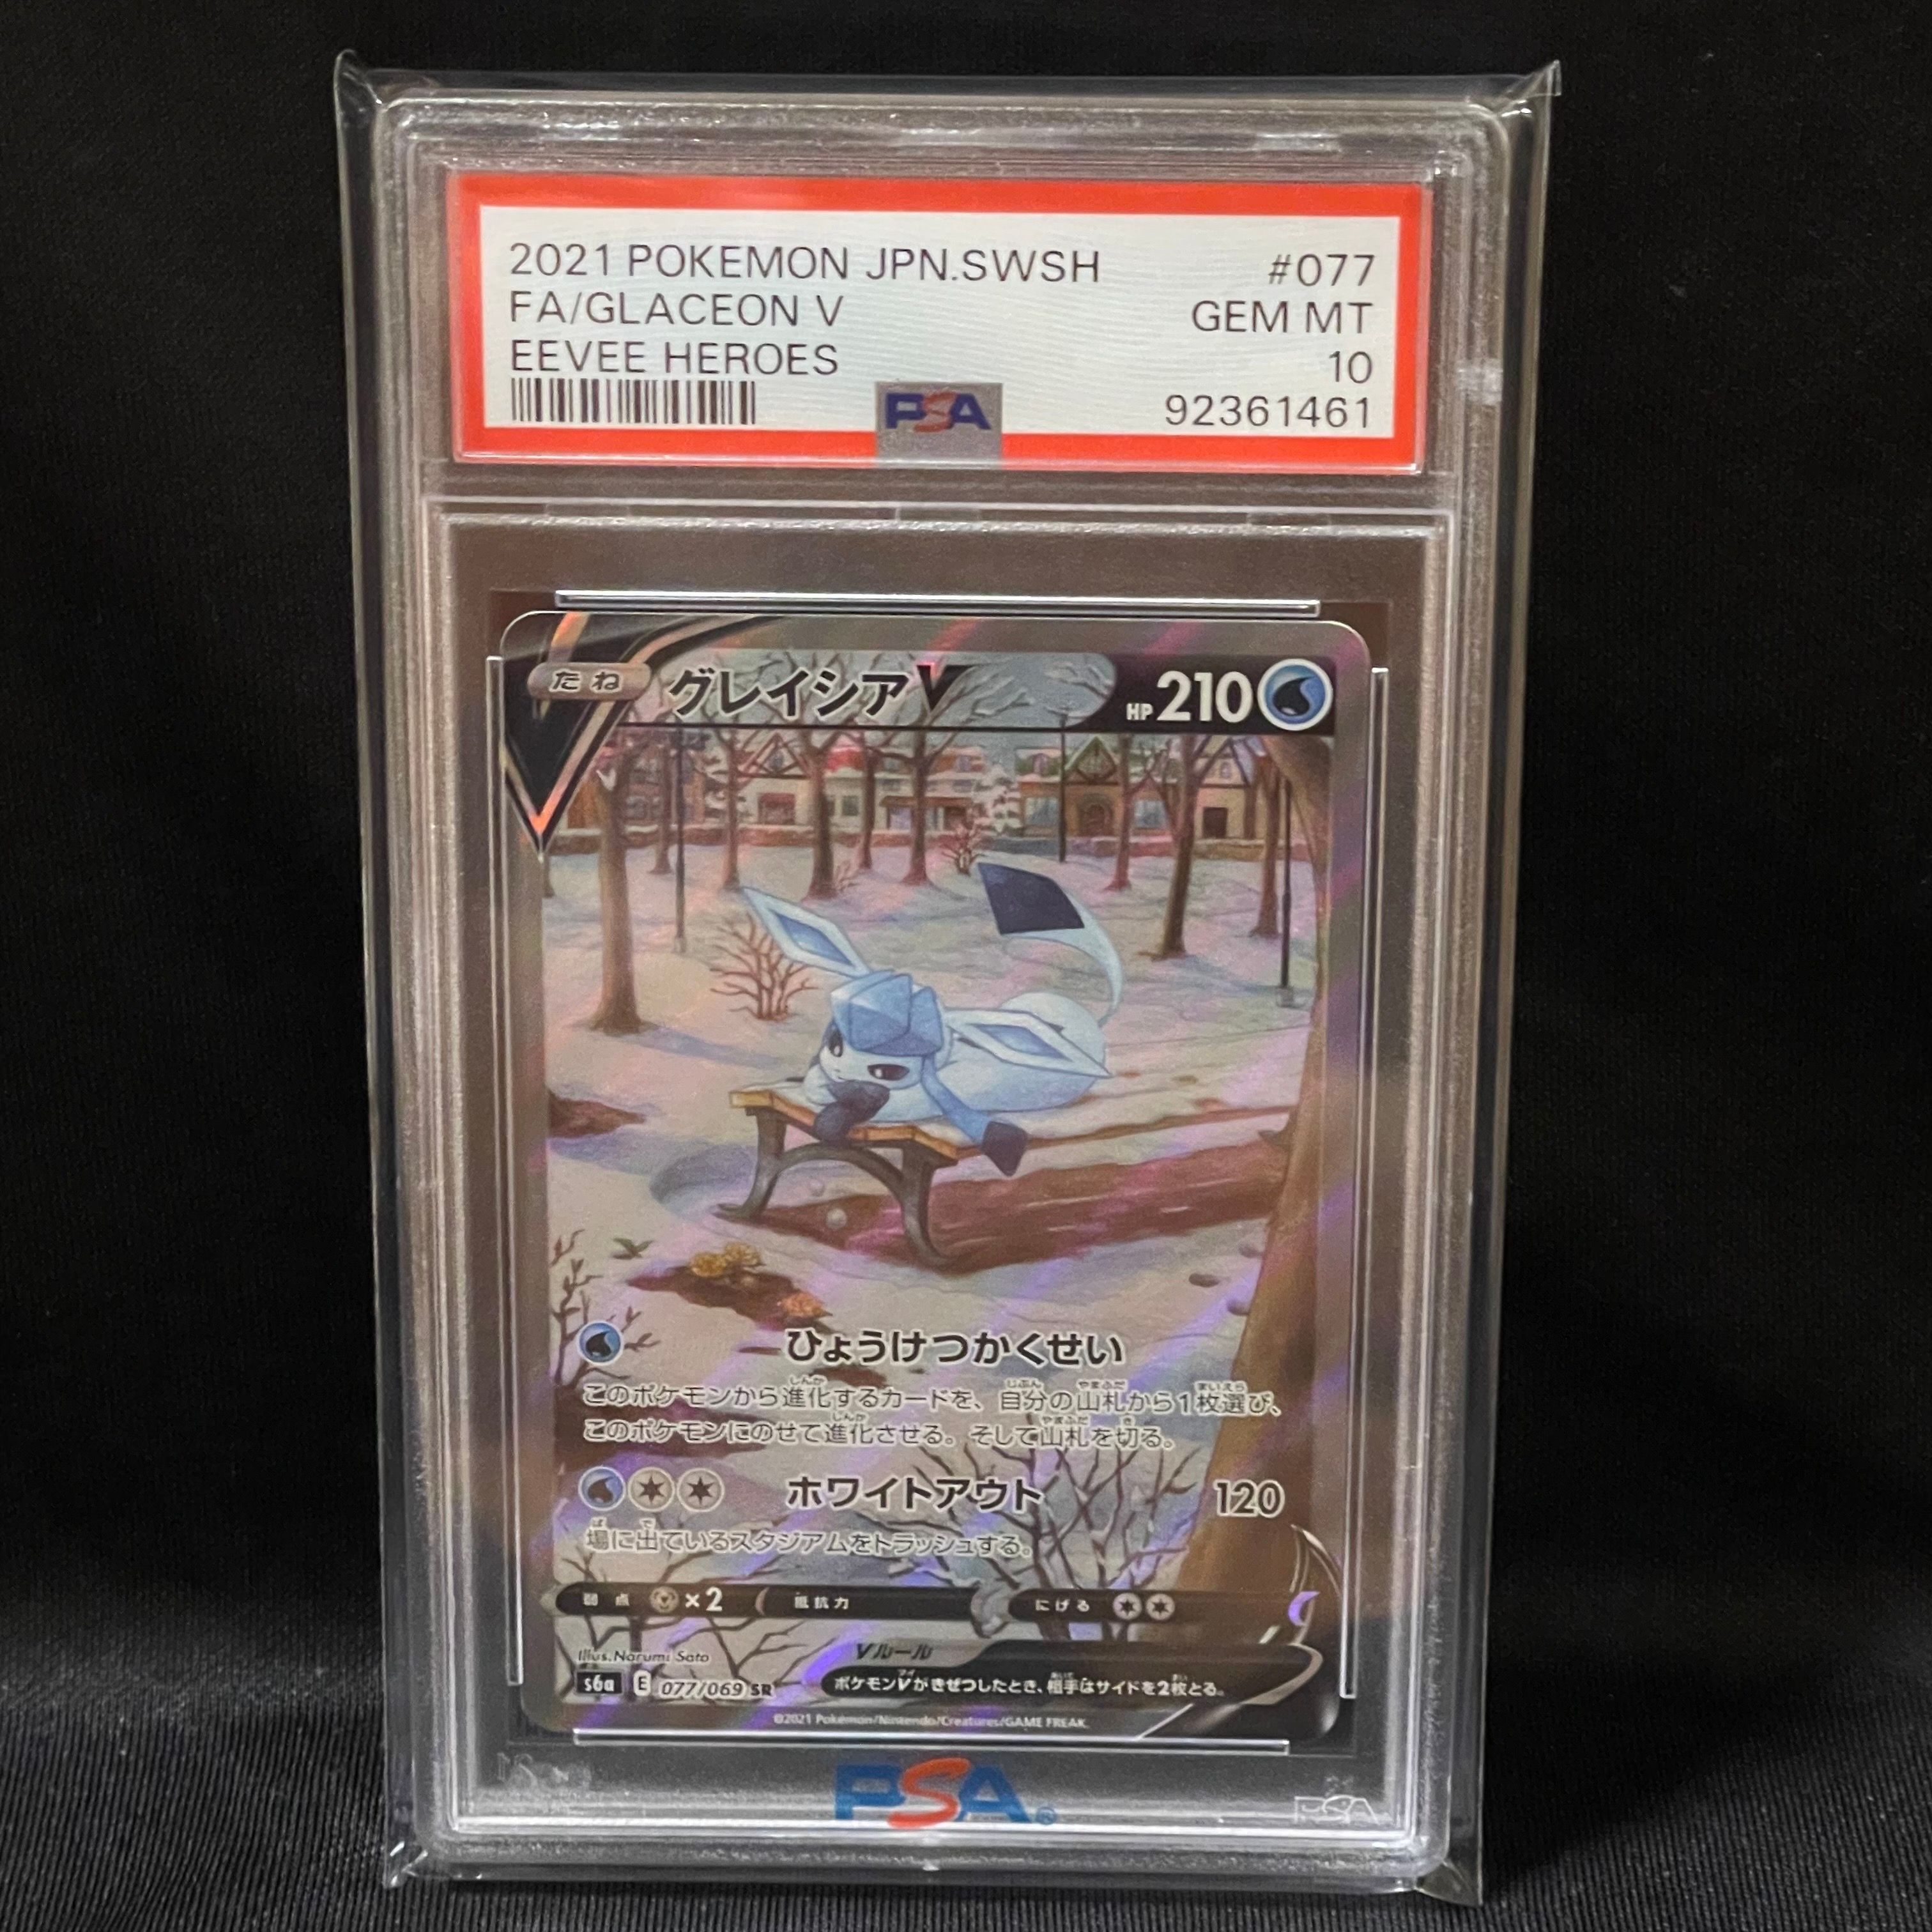 2021 POKEMON JPN.SWSH #077
FA/GLACEON V GEM MT
EEVEE HEROES 10
PSA 92361461
たね グレイシアV HP210
ひょうけつかくせい
このポケモンから進化するカードを、自分の山札から1枚選び、
このポケモンにのせて進化させる。そして山札を切る。
ホワイトアウト 120
場に出ているスタジアムをトラッシュする。
弱点 ×2 抵抗力 にげる
Illus.Narumi Sato Vルール
s6a E 077/069 SR ポケモンVがきぜつしたとき、相手はサイドを2枚とる。
©2021 Pokémon/Nintendo/Creatures/GAME FREAK.
PSA®
PSA